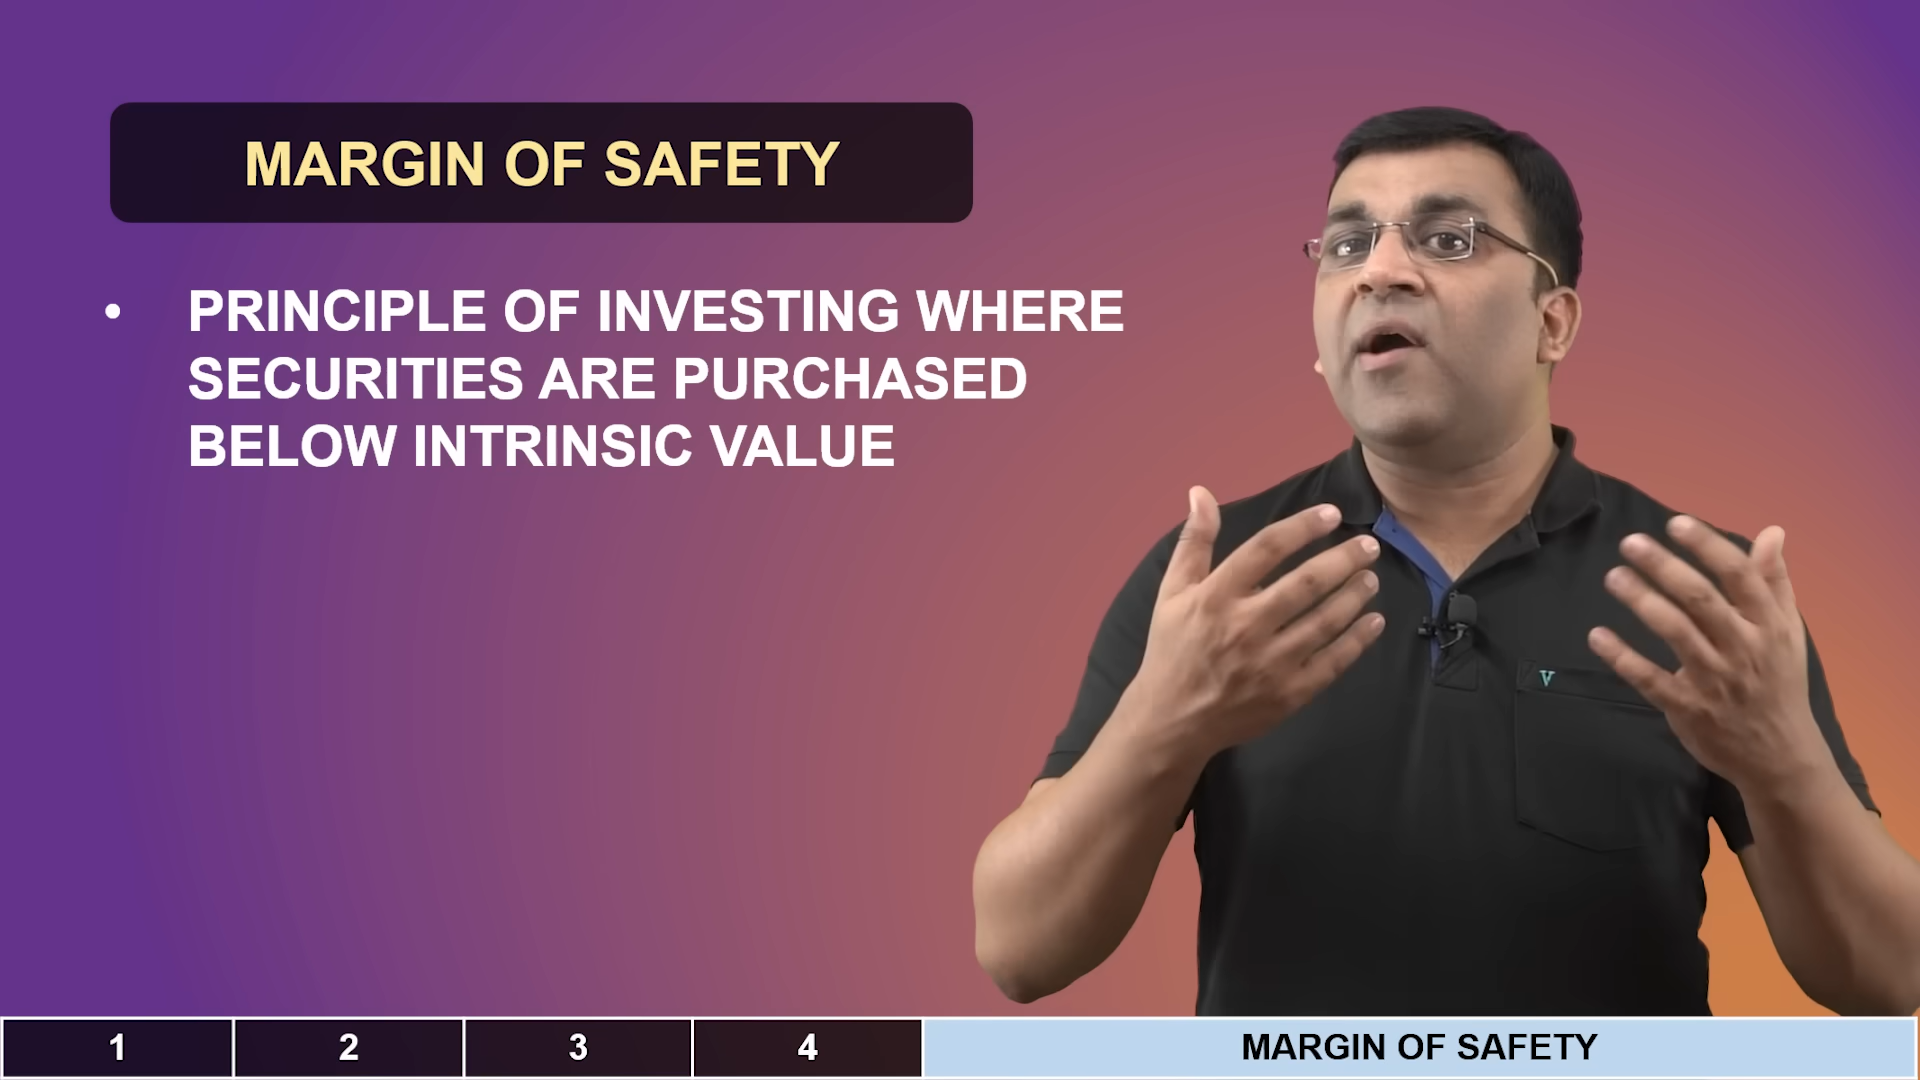 MARGIN OF SAFETY
• PRINCIPLE OF INVESTING WHERE
SECURITIES ARE PURCHASED
BELOW INTRINSIC VALUE
V
1 2 3 4 MARGIN OF SAFETY